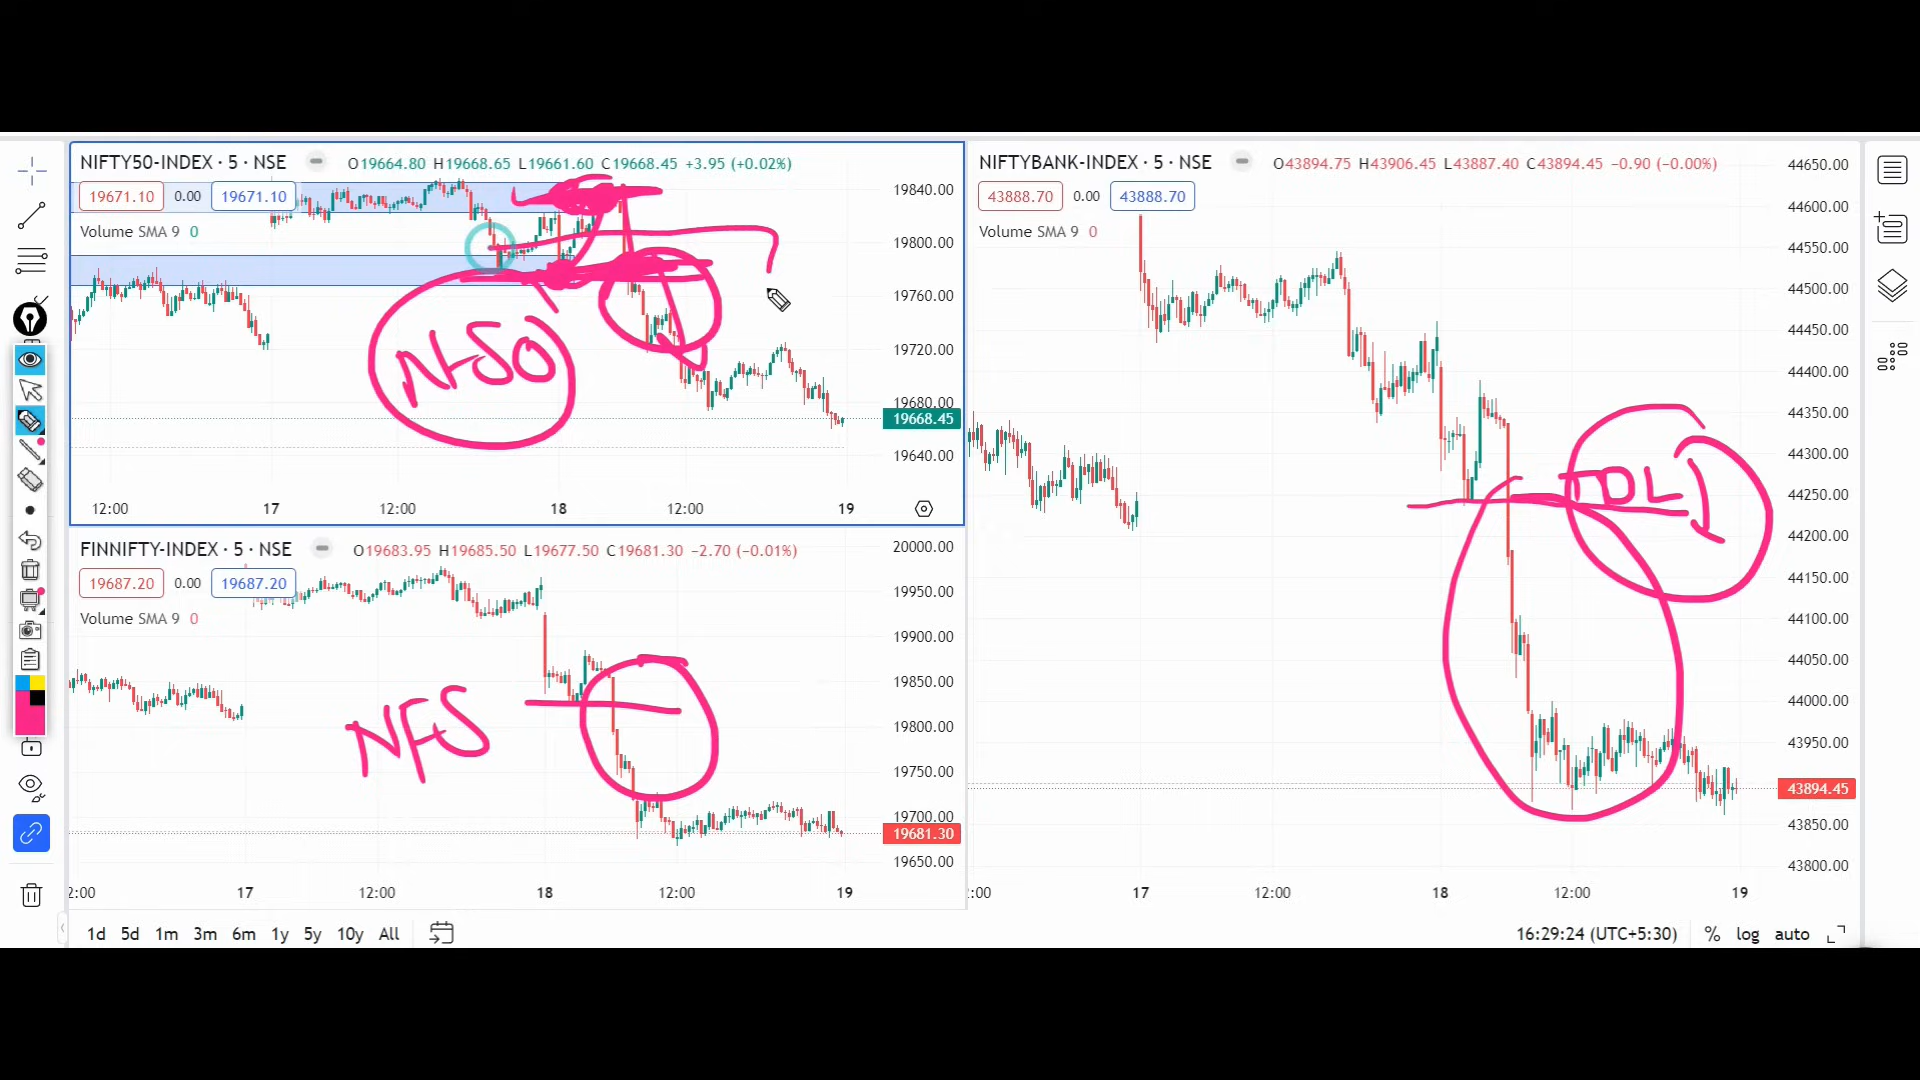 NIFTY50-INDEX · 5 · NSE O19664.80 H19668.65 L19661.60 C19668.45 +3.95 (+0.02%)
19671.10 0.00 19671.10
Volume SMA 9 0
19840.00
19800.00
19760.00
19720.00
19680.00
19668.45
19640.00
12:00 17 12:00 18 12:00 19
FINNIFTY-INDEX · 5 · NSE O19683.95 H19685.50 L19677.50 C19681.30 −2.70 (−0.01%)
19687.20 0.00 19687.20
Volume SMA 9 0
NFS
20000.00
19950.00
19900.00
19850.00
19800.00
19750.00
19700.00
19681.30
19650.00
2:00 17 12:00 18 12:00 19
NIFTYBANK-INDEX · 5 · NSE O43894.75 H43906.45 L43887.40 C43894.45 −0.90 (−0.00%)
43888.70 0.00 43888.70
Volume SMA 9 0
PDL
44650.00
44600.00
44550.00
44500.00
44450.00
44400.00
44350.00
44300.00
44250.00
44200.00
44150.00
44100.00
44050.00
44000.00
43950.00
43894.45
43850.00
43800.00
:00 17 12:00 18 12:00 19
1d 5d 1m 3m 6m 1y 5y 10y All 16:29:24 (UTC+5:30) % log auto